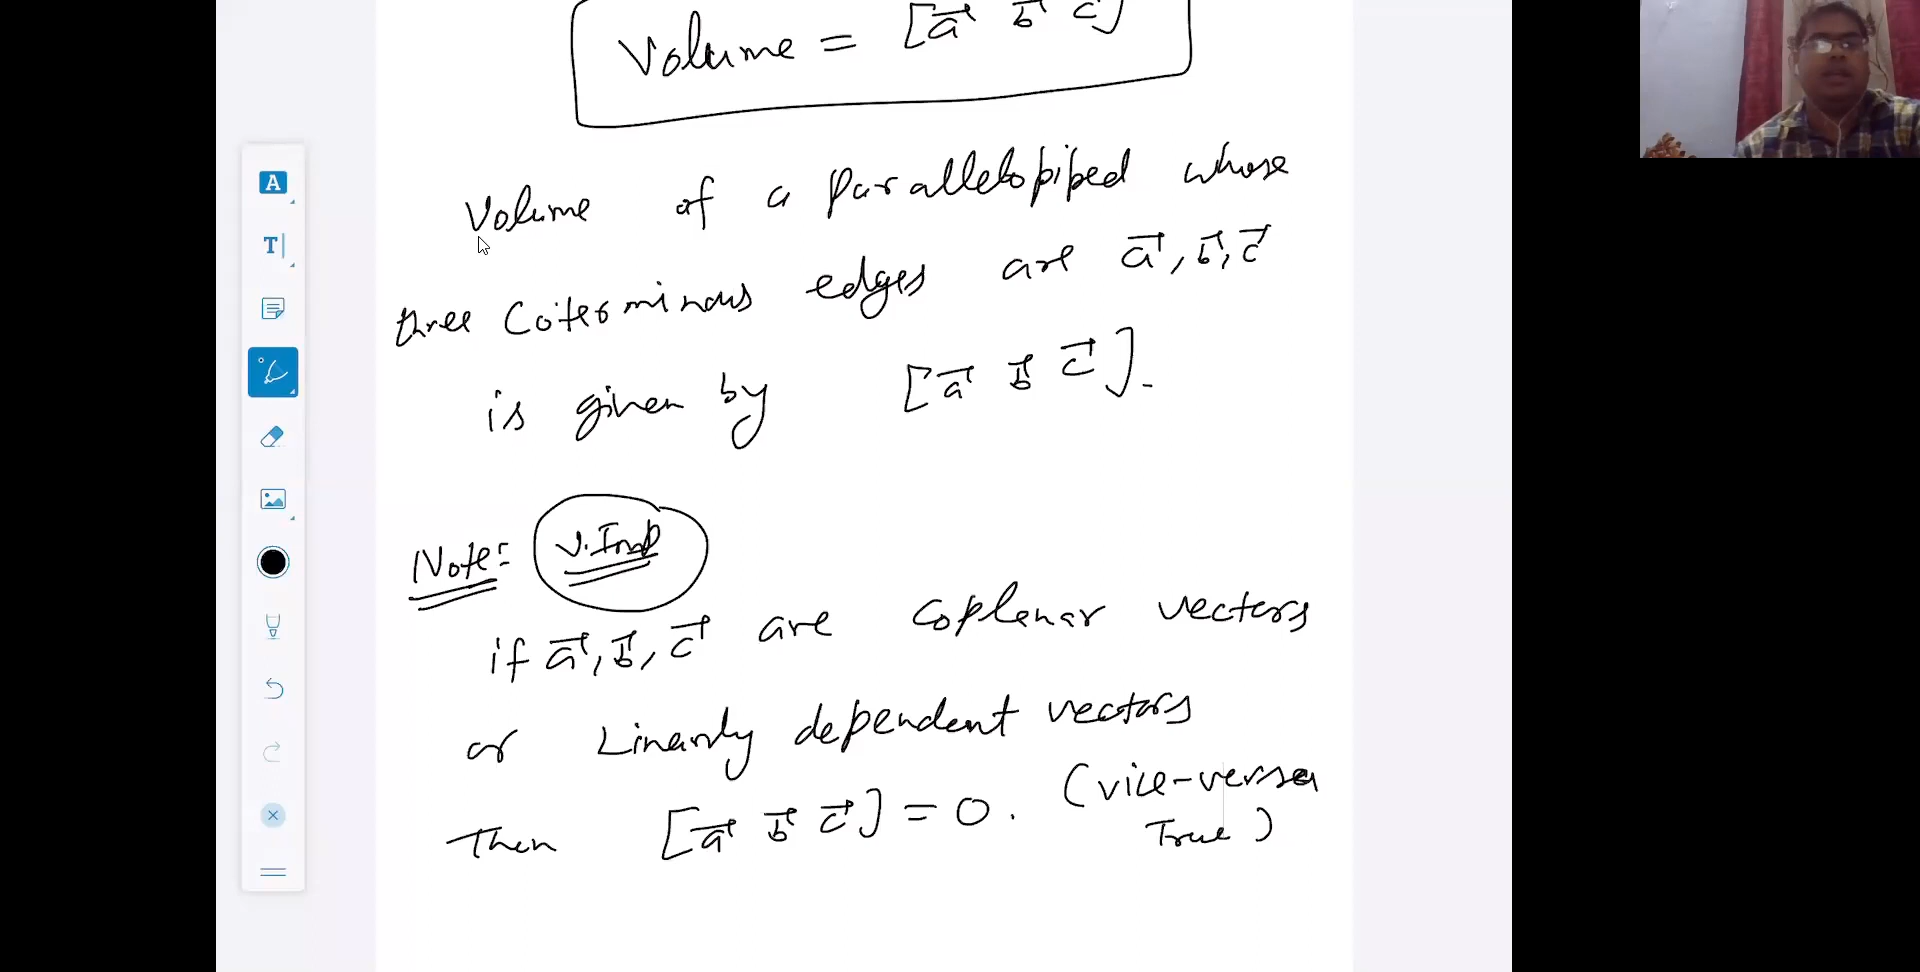 Volume = [a⃗ b⃗ c⃗]
Volume of a parallelopiped whose
three coterminous edges are a⃗, b⃗, c⃗
is given by [a⃗ b⃗ c⃗].
Note: V. Imp
if a⃗, b⃗, c⃗ are coplanar vectors
or Linearly dependent vectors
Then [a⃗ b⃗ c⃗] = 0. (vice-versa
True)
A
T